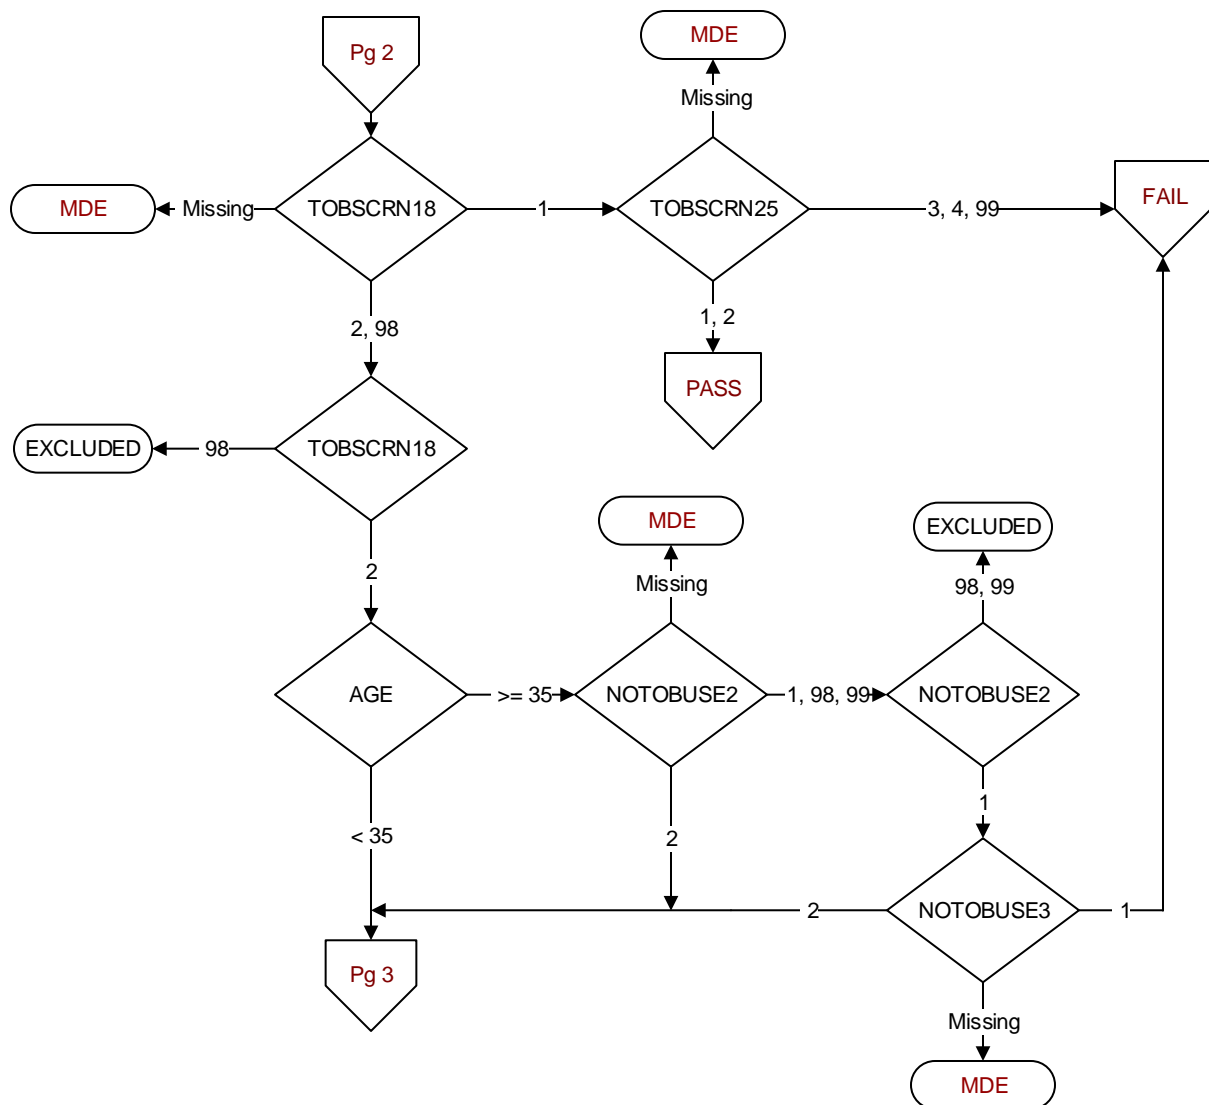 Pg 2
MDE
Missing
MDE
Missing
TOBSCRN18
1
TOBSCRN25
3, 4, 99
FAIL
2, 98
1, 2
PASS
EXCLUDED
98
TOBSCRN18
MDE
EXCLUDED
2
Missing
98, 99
AGE
>= 35
NOTOBUSE2
1, 98, 99
NOTOBUSE2
< 35
2
1
2
NOTOBUSE3
1
Pg 3
Missing
MDE